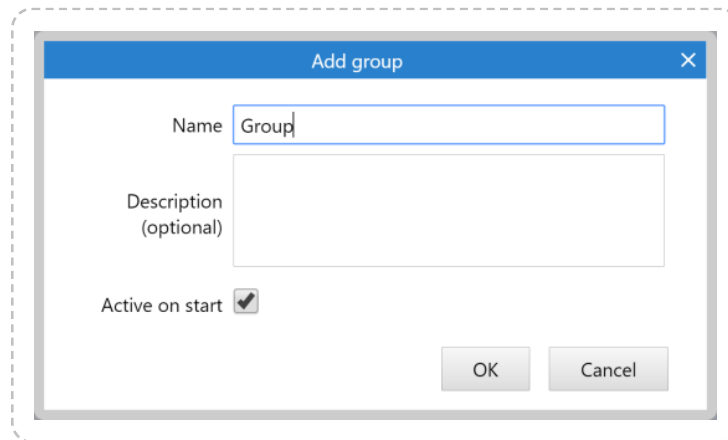 Add group
Name
Group
Description
(optional)
Active on start
OK
Cancel